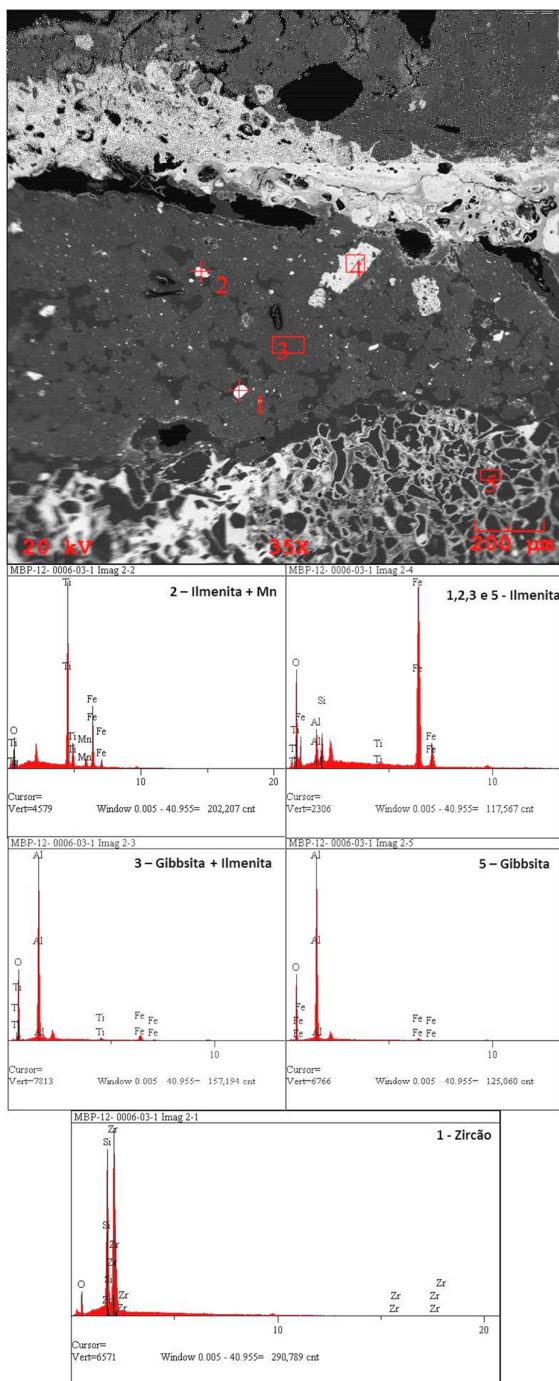 2
4
3
1
5
20 kV 35X 200 µm
MBP-12- 0006-03-1 Imag 2-2
2 – Ilmenita + Mn
Ti
Ti
O
Ti
Ti
Ti
Ti
Mn
Mn
Fe
Fe
Fe
Fe
10 20
Cursor=
Vert=4579 Window 0.005 - 40.955= 202,207 cnt
MBP-12- 0006-03-1 Imag 2-4
1,2,3 e 5 - Ilmenita
Fe
Fe
O
Fe
Ti
Ti
Al
Al
Si
Ti
Ti
Fe
Fe
10
Cursor=
Vert=2306 Window 0.005 - 40.955= 117,567 cnt
MBP-12- 0006-03-1 Imag 2-3
3 – Gibbsita + Ilmenita
Al
Al
O
Ti
Al
Ti
Ti
Fe
Fe
Fe
Fe
10
Cursor=
Vert=7813 Window 0.005 - 40.955= 157,194 cnt
MBP-12- 0006-03-1 Imag 2-5
5 – Gibbsita
Al
Al
O
Fe
Fe
Fe
Al
Fe
Fe
Fe
Fe
10
Cursor=
Vert=6766 Window 0.005 - 40.955= 125,060 cnt
MBP-12- 0006-03-1 Imag 2-1
1 - Zircão
Zr
Si
Si
Zr
Zr
Si
Zr
Zr
O
Zr
Zr
Zr
Zr
Zr
10 20
Cursor=
Vert=6571 Window 0.005 - 40.955= 290,789 cnt